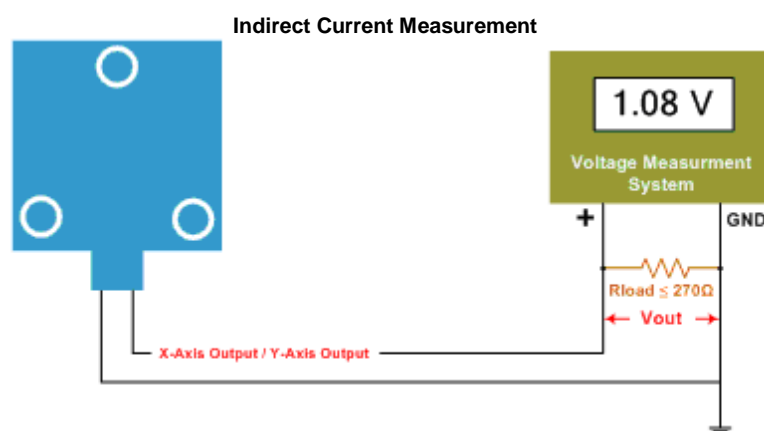 Indirect Current Measurement
1.08 V
Voltage Measurment
System
+
GND
Rload ≤ 270Ω
Vout
X-Axis Output / Y-Axis Output